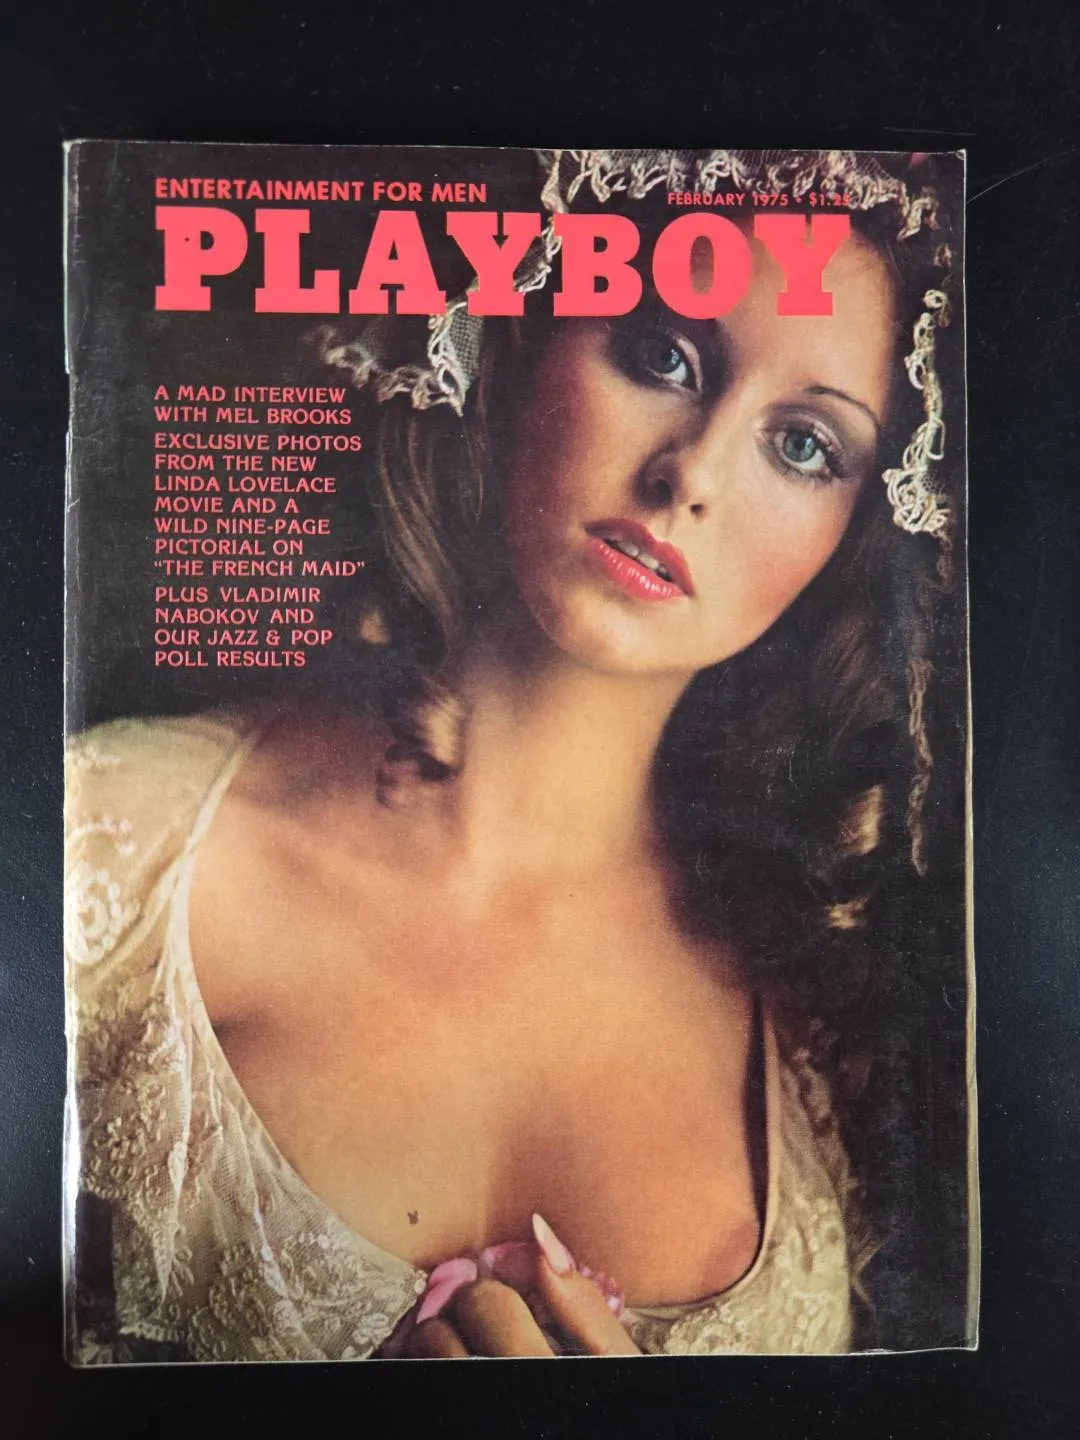 ENTERTAINMENT FOR MEN
FEBRUARY 1975 • $1.25
PLAYBOY
A MAD INTERVIEW
WITH MEL BROOKS
EXCLUSIVE PHOTOS
FROM THE NEW
LINDA LOVELACE
MOVIE AND A
WILD NINE-PAGE
PICTORIAL ON
"THE FRENCH MAID"
PLUS VLADIMIR
NABOKOV AND
OUR JAZZ & POP
POLL RESULTS